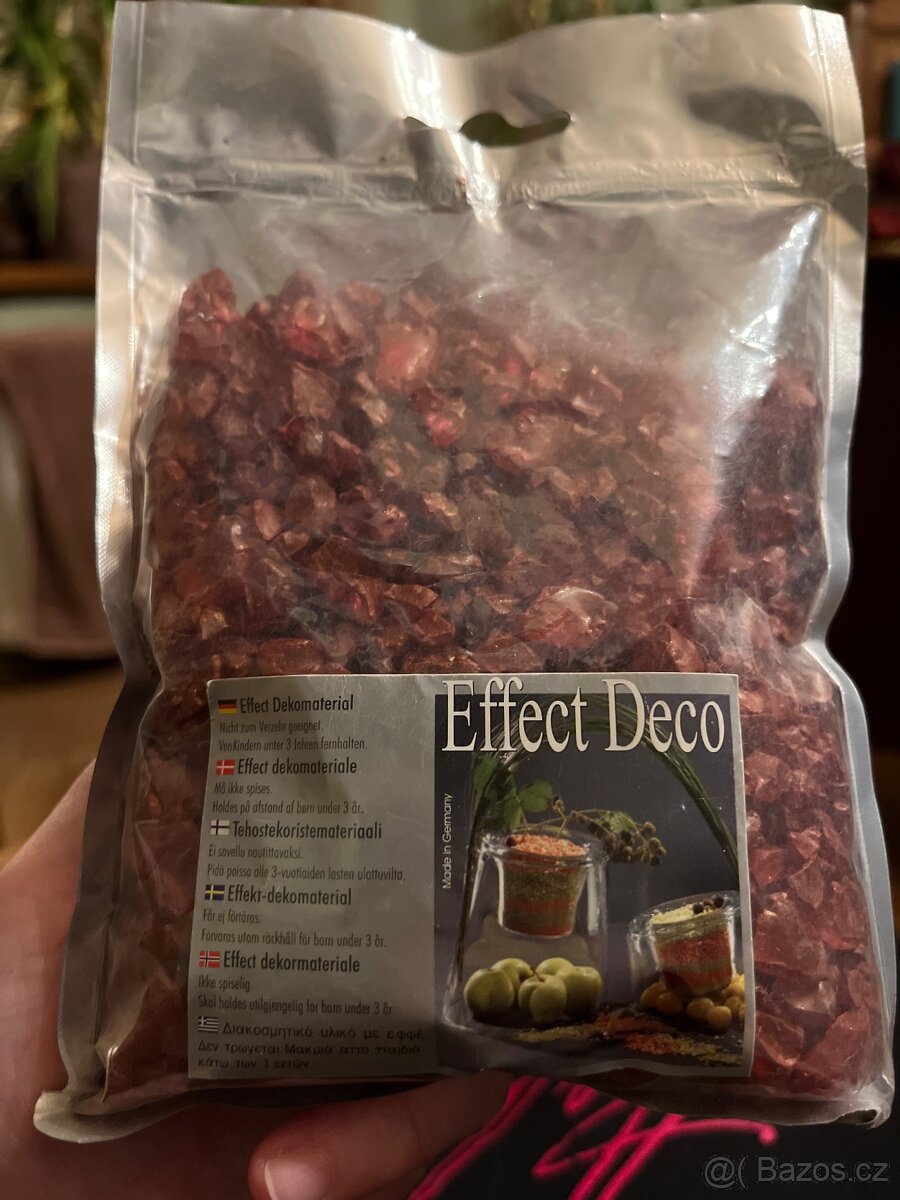 Effect Dekomaterial
Nicht zum Verzehr geeignet.
Von Kindern unter 3 Jahren fernhalten.
Effect dekomateriale
Må ikke spises.
Holdes på afstand af børn under 3 år.
Tehostekoristemateriaali
Ei sovellu nautittavaksi.
Pidä poissa alle 3-vuotiaiden lasten ulottuvilta.
Effekt-dekomaterial
Får ej förtäras.
Förvaras utom räckhåll för barn under 3 år.
Effect dekormateriale
Ikke spiselig.
Skal holdes utilgjengelig for barn under 3 år.
Διακοσμητικό υλικό με εφφέ.
Δεν τρώγεται. Μακριά απο παιδιά
κάτω των 3 ετών.
Effect Deco
Made in Germany
@( Bazos.cz